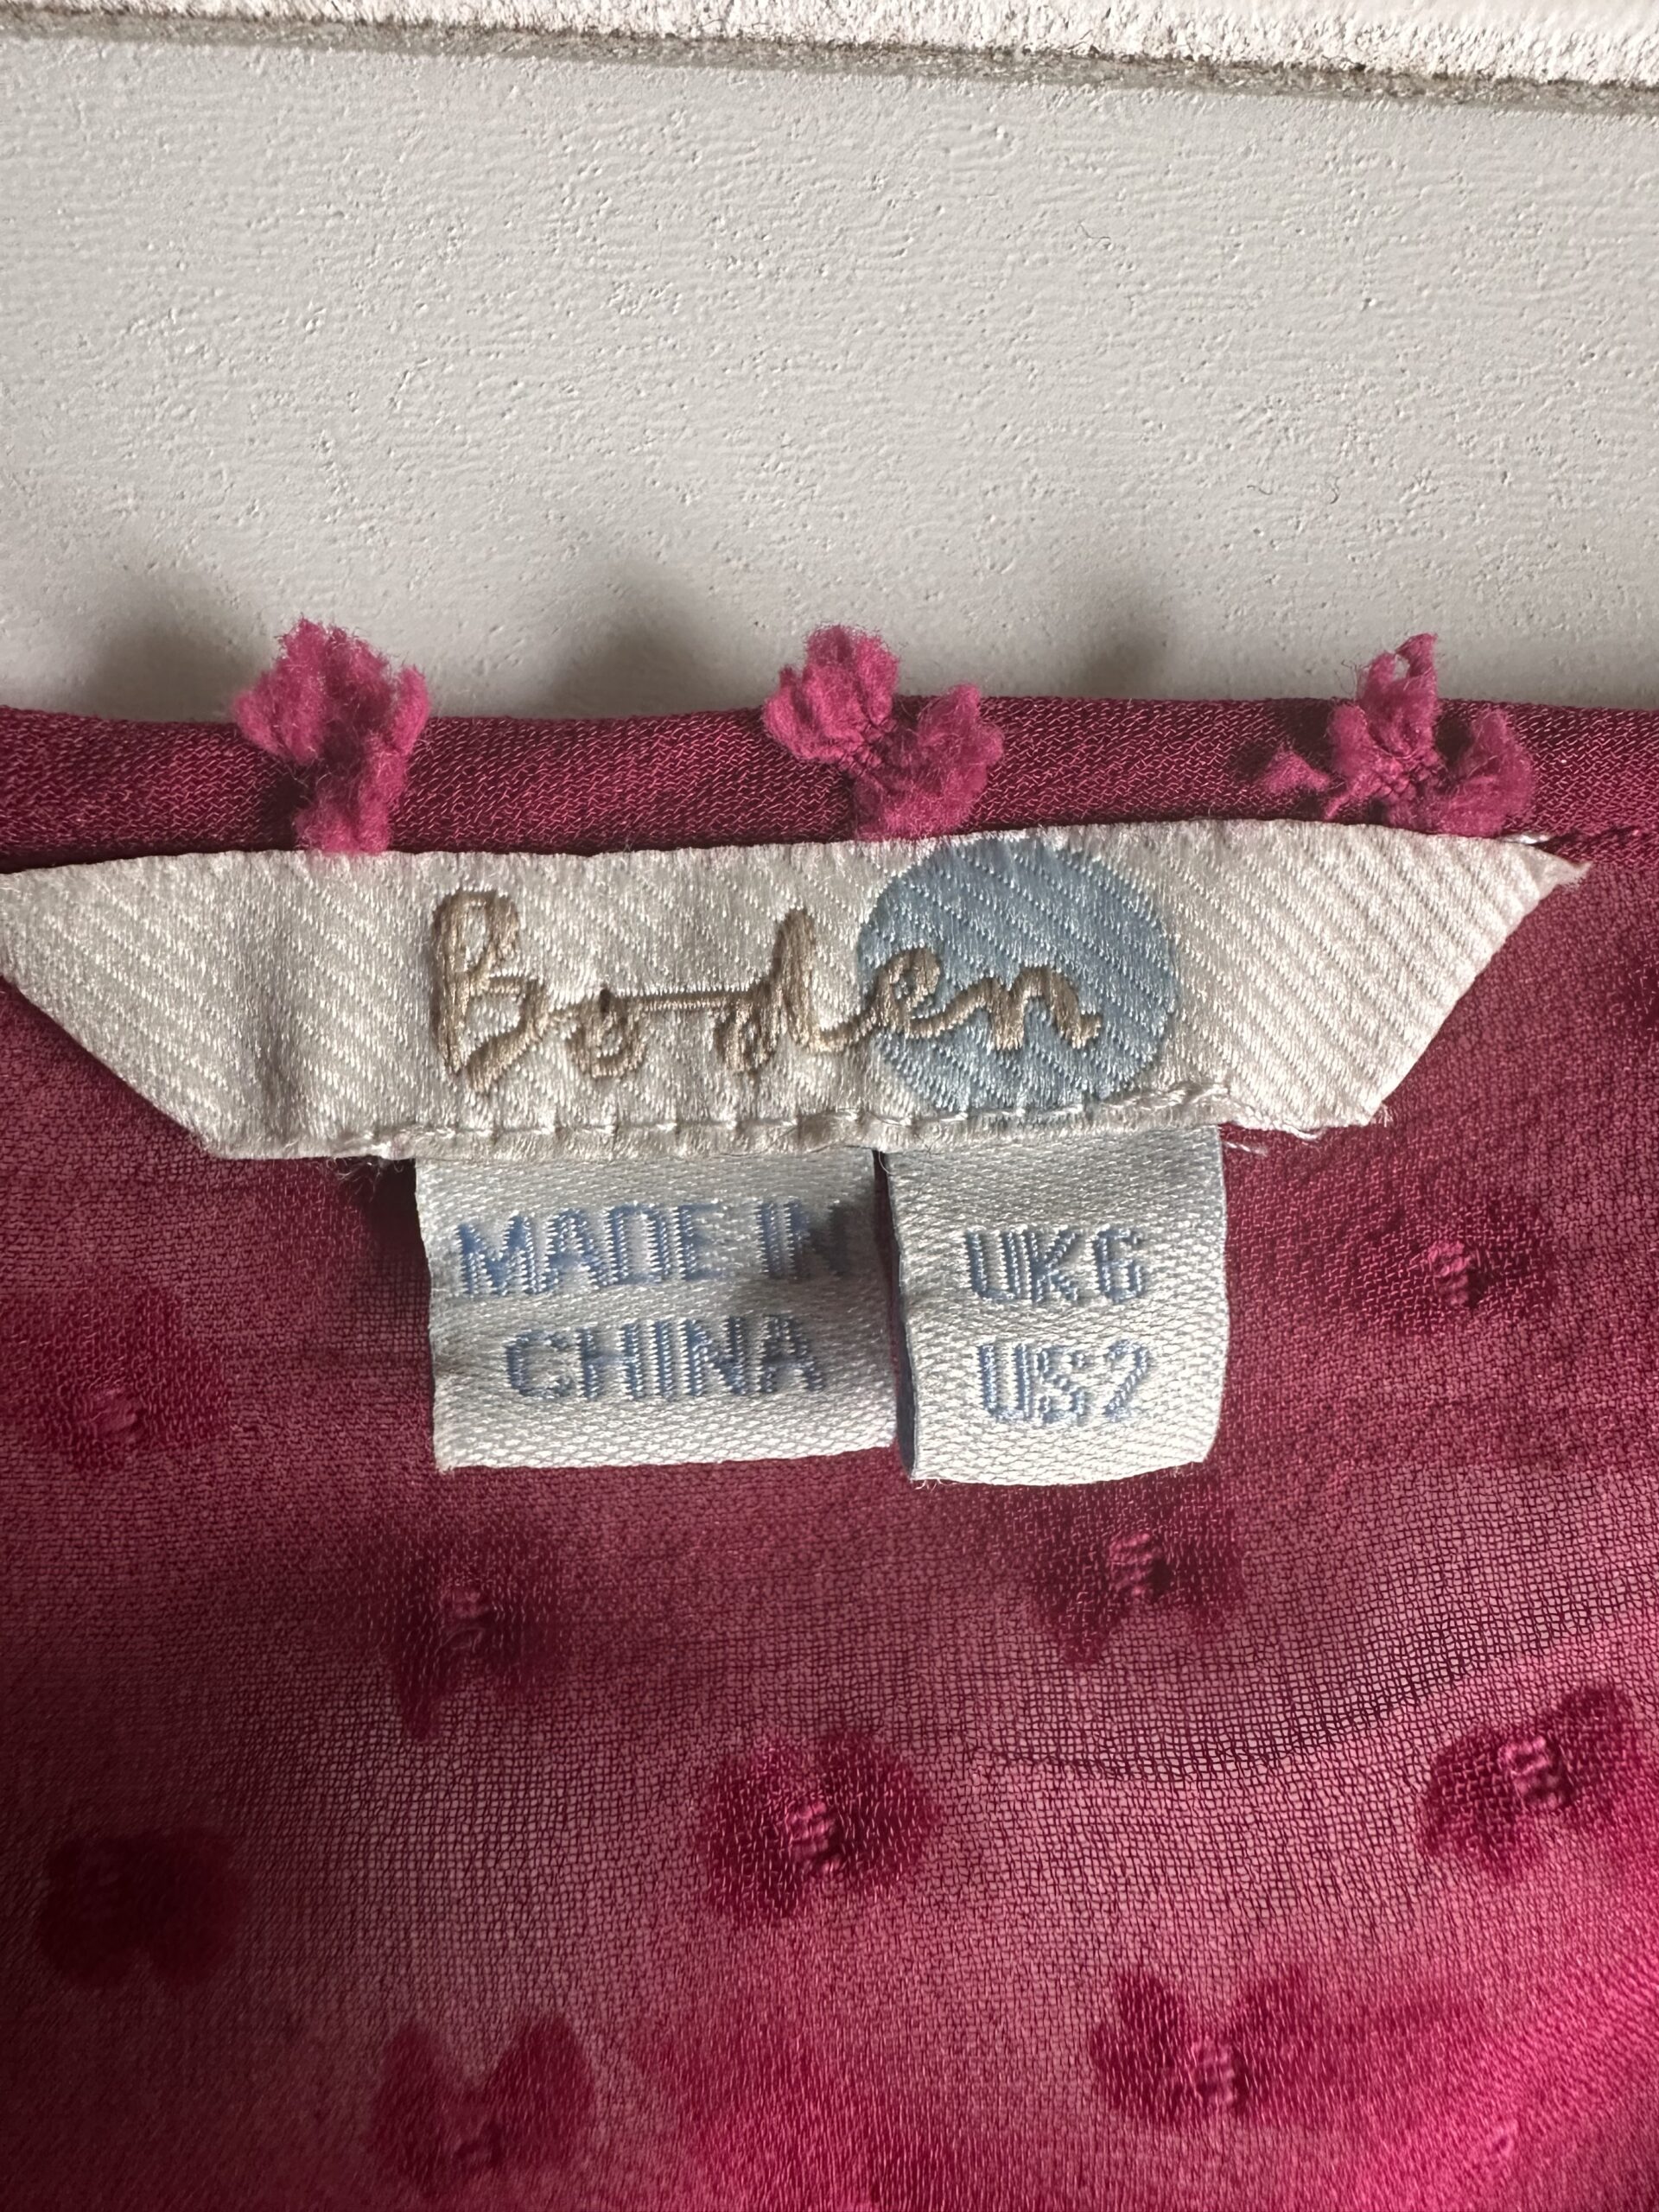 Boden
MADE IN
CHINA
UK6
US2